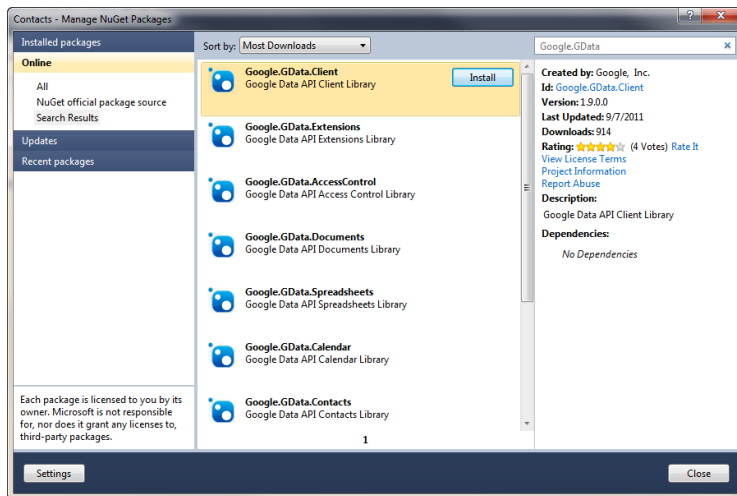 Contacts - Manage NuGet Packages
?
Installed packages
Online
All
NuGet official package source
Search Results
Updates
Recent packages
Each package is licensed to you by its
owner. Microsoft is not responsible
for, nor does it grant any licenses to,
third-party packages.
Sort by: Most Downloads
Google.GData.Client
Google Data API Client Library
Install
Google.GData.Extensions
Google Data API Extensions Library
Google.GData.AccessControl
Google Data API Access Control Library
Google.GData.Documents
Google Data API Documents Library
Google.GData.Spreadsheets
Google Data API Spreadsheets Library
Google.GData.Calendar
Google Data API Calendar Library
Google.GData.Contacts
Google Data API Contacts Library
1
Google.GData
Created by: Google, Inc.
Id: Google.GData.Client
Version: 1.9.0.0
Last Updated: 9/7/2011
Downloads: 914
Rating: (4 Votes) Rate It
View License Terms
Project Information
Report Abuse
Description:
Google Data API Client Library
Dependencies:
No Dependencies
Settings
Close